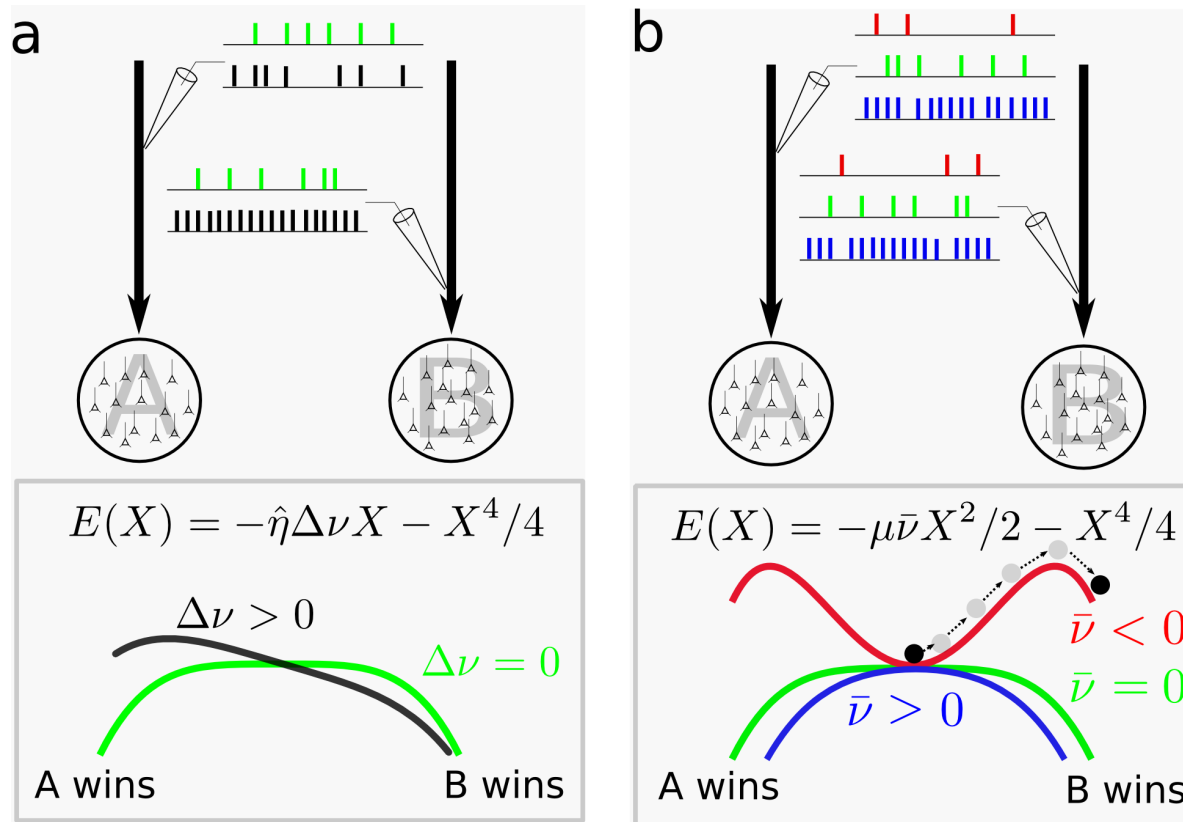 a
A
B
E(X) = −η̂ΔνX − X⁴/4
Δν > 0
Δν = 0
A wins
B wins
b
A
B
E(X) = −μν̄X²/2 − X⁴/4
ν̄ < 0
ν̄ = 0
ν̄ > 0
A wins
B wins